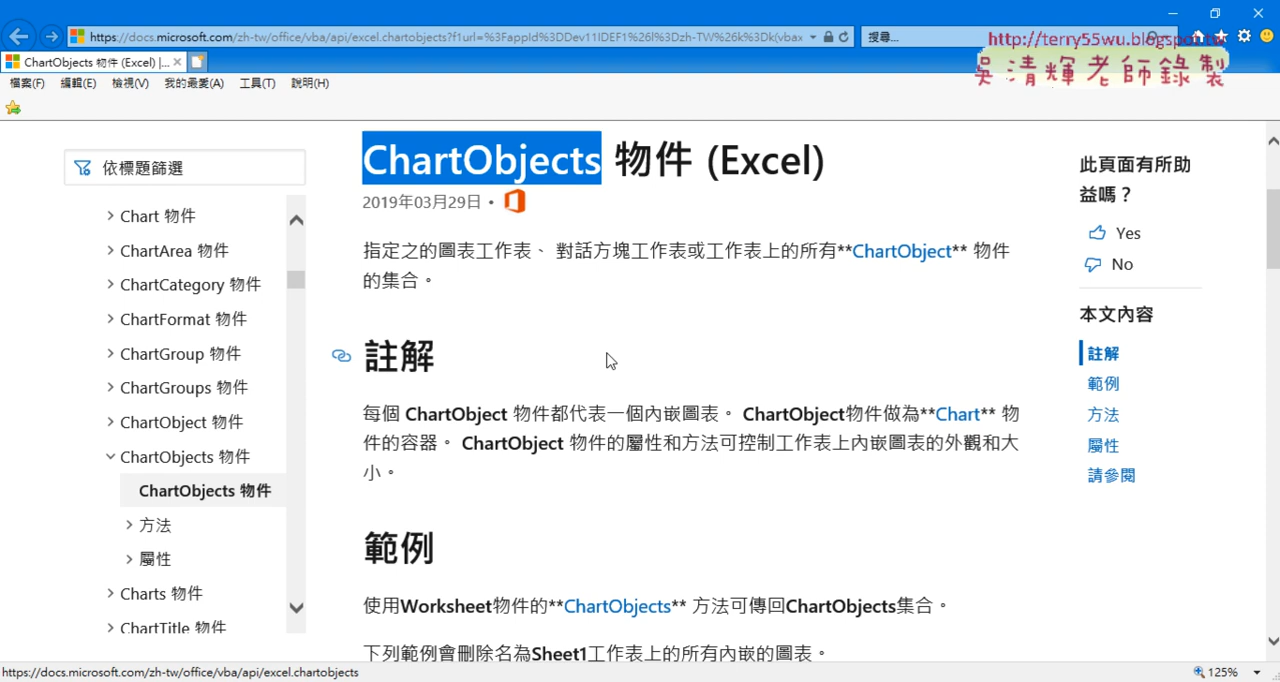 https://docs.microsoft.com/zh-tw/office/vba/api/excel.chartobjects?f1url=%3FappId%3DDev11IDEF1%26l%3Dzh-TW%26k%3Dk(vbax
搜尋...
http://terry55wu.blogspot.tw
吳清輝老師錄製
ChartObjects 物件 (Excel) |...
檔案(F) 編輯(E) 檢視(V) 我的最愛(A) 工具(T) 說明(H)
依標題篩選
Chart 物件
ChartArea 物件
ChartCategory 物件
ChartFormat 物件
ChartGroup 物件
ChartGroups 物件
ChartObject 物件
ChartObjects 物件
ChartObjects 物件
方法
屬性
Charts 物件
ChartTitle 物件
ChartObjects 物件 (Excel)
2019年03月29日 •
指定之的圖表工作表、 對話方塊工作表或工作表上的所有**ChartObject** 物件
的集合。
註解
每個 ChartObject 物件都代表一個內嵌圖表。 ChartObject物件做為**Chart** 物
件的容器。 ChartObject 物件的屬性和方法可控制工作表上內嵌圖表的外觀和大
小。
範例
使用Worksheet物件的**ChartObjects** 方法可傳回ChartObjects集合。
下列範例會刪除名為Sheet1工作表上的所有內嵌的圖表。
此頁面有所助
益嗎？
Yes
No
本文內容
註解
範例
方法
屬性
請參閱
https://docs.microsoft.com/zh-tw/office/vba/api/excel.chartobjects
125%